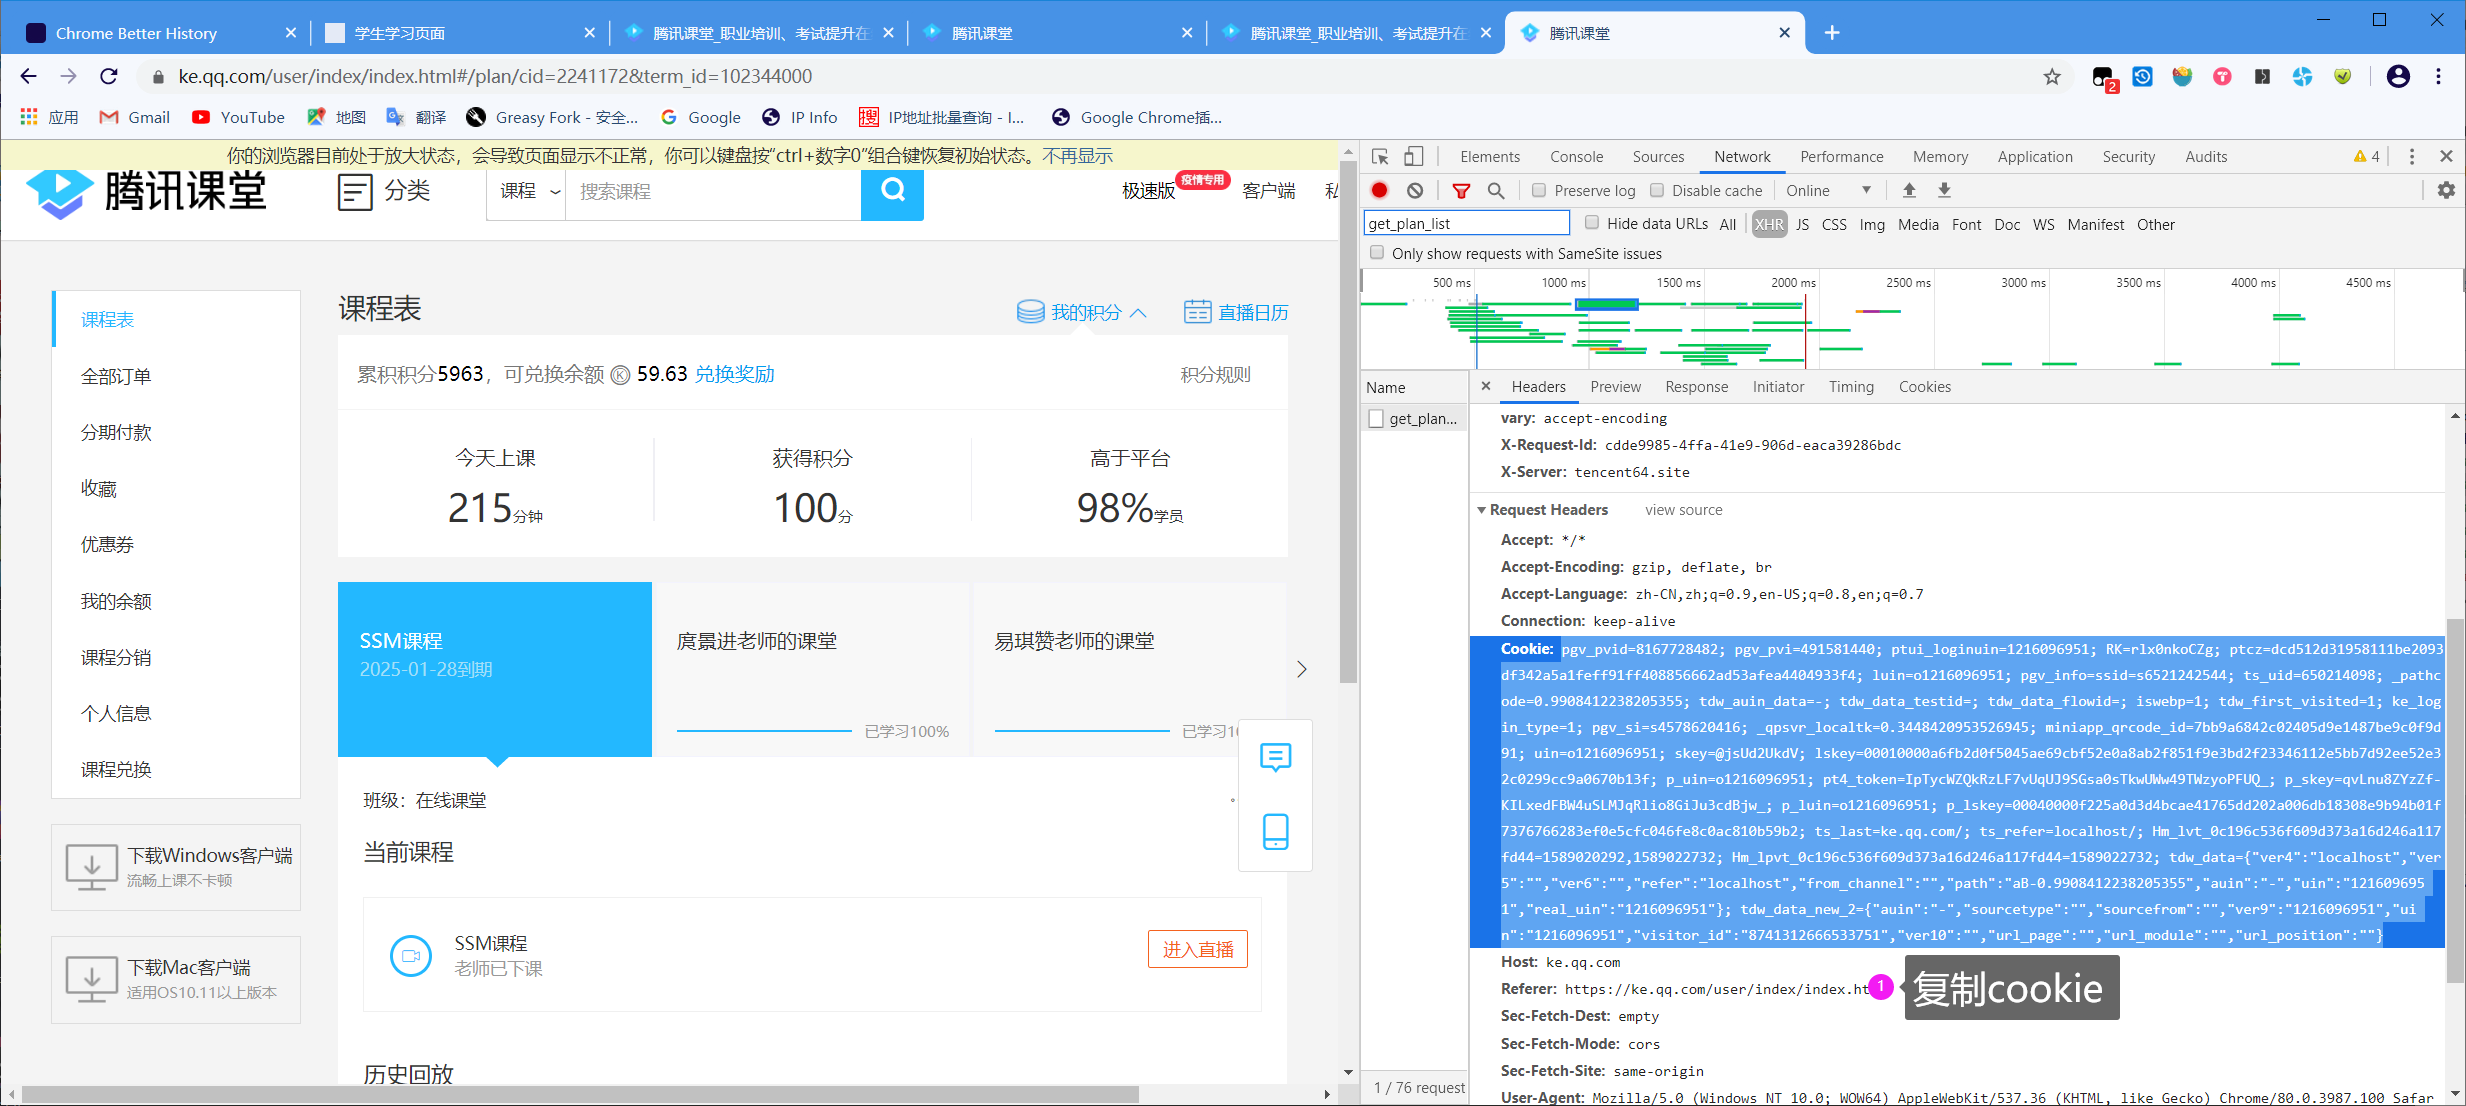 Chrome Better History
学生学习页面
腾讯课堂_职业培训、考试提升在
腾讯课堂
腾讯课堂_职业培训、考试提升在
腾讯课堂
ke.qq.com/user/index/index.html#/plan/cid=2241172&term_id=102344000
2
应用
Gmail
YouTube
地图
翻译
Greasy Fork - 安全...
Google
IP Info
搜
IP地址批量查询 - I...
Google Chrome插...
你的浏览器目前处于放大状态，会导致页面显示不正常，你可以键盘按“ctrl+数字0”组合键恢复初始状态。不再显示
腾讯课堂
分类
课程
搜索课程
极速版
疫情专用
客户端
私
课程表
全部订单
分期付款
收藏
优惠券
我的余额
课程分销
个人信息
课程兑换
下载Windows客户端
流畅上课不卡顿
下载Mac客户端
适用OS10.11以上版本
课程表
我的积分
直播日历
累积积分5963，可兑换余额 K 59.63 兑换奖励
积分规则
今天上课
215分钟
获得积分
100分
高于平台
98%学员
SSM课程
2025-01-28到期
庹景进老师的课堂
已学习100%
易琪赞老师的课堂
已学习1
班级：在线课堂
当前课程
SSM课程
老师已下课
进入直播
历史回放
Elements
Console
Sources
Network
Performance
Memory
Application
Security
Audits
4
Preserve log
Disable cache
Online
get_plan_list
Hide data URLs
All
XHR
JS
CSS
Img
Media
Font
Doc
WS
Manifest
Other
Only show requests with SameSite issues
500 ms
1000 ms
1500 ms
2000 ms
2500 ms
3000 ms
3500 ms
4000 ms
4500 ms
Name
get_plan...
1 / 76 request
Headers
Preview
Response
Initiator
Timing
Cookies
vary: accept-encoding
X-Request-Id: cdde9985-4ffa-41e9-906d-eaca39286bdc
X-Server: tencent64.site
Request Headers
view source
Accept: */*
Accept-Encoding: gzip, deflate, br
Accept-Language: zh-CN,zh;q=0.9,en-US;q=0.8,en;q=0.7
Connection: keep-alive
Cookie: pgv_pvid=8167728482; pgv_pvi=491581440; ptui_loginuin=1216096951; RK=rlx0nkoCZg; ptcz=dcd512d31958111be2093
df342a5a1feff91ff408856662ad53afea4404933f4; luin=o1216096951; pgv_info=ssid=s6521242544; ts_uid=650214098; _pathc
ode=0.9908412238205355; tdw_auin_data=-; tdw_data_testid=; tdw_data_flowid=; iswebp=1; tdw_first_visited=1; ke_log
in_type=1; pgv_si=s4578620416; _qpsvr_localtk=0.3448420953526945; miniapp_qrcode_id=7bb9a6842c02405d9e1487be9c0f9d
91; uin=o1216096951; skey=@jsUd2UkdV; lskey=00010000a6fb2d0f5045ae69cbf52e0a8ab2f851f9e3bd2f23346112e5bb7d92ee52e3
2c0299cc9a0670b13f; p_uin=o1216096951; pt4_token=IpTycWZQkRzLF7vUqUJ9SGsa0sTkwUWw49TWzyoPFUQ_; p_skey=qvLnu8ZYzZf-
KILxedFBW4uSLMJqRlio8GiJu3cdBjw_; p_luin=o1216096951; p_lskey=00040000f225a0d3d4bcae41765dd202a006db18308e9b94b01f
7376766283ef0e5cfc046fe8c0ac810b59b2; ts_last=ke.qq.com/; ts_refer=localhost/; Hm_lvt_0c196c536f609d373a16d246a117
fd44=1589020292,1589022732; Hm_lpvt_0c196c536f609d373a16d246a117fd44=1589022732; tdw_data={"ver4":"localhost","ver
5":"","ver6":"","refer":"localhost","from_channel":"","path":"aB-0.9908412238205355","auin":"-","uin":"121609695
1","real_uin":"1216096951"}; tdw_data_new_2={"auin":"-","sourcetype":"","sourcefrom":"","ver9":"1216096951","ui
n":"1216096951","visitor_id":"8741312666533751","ver10":"","url_page":"","url_module":"","url_position":""}
Host: ke.qq.com
Referer: https://ke.qq.com/user/index/index.ht
1
复制cookie
Sec-Fetch-Dest: empty
Sec-Fetch-Mode: cors
Sec-Fetch-Site: same-origin
User-Agent: Mozilla/5.0 (Windows NT 10.0; WOW64) AppleWebKit/537.36 (KHTML, like Gecko) Chrome/80.0.3987.100 Safar